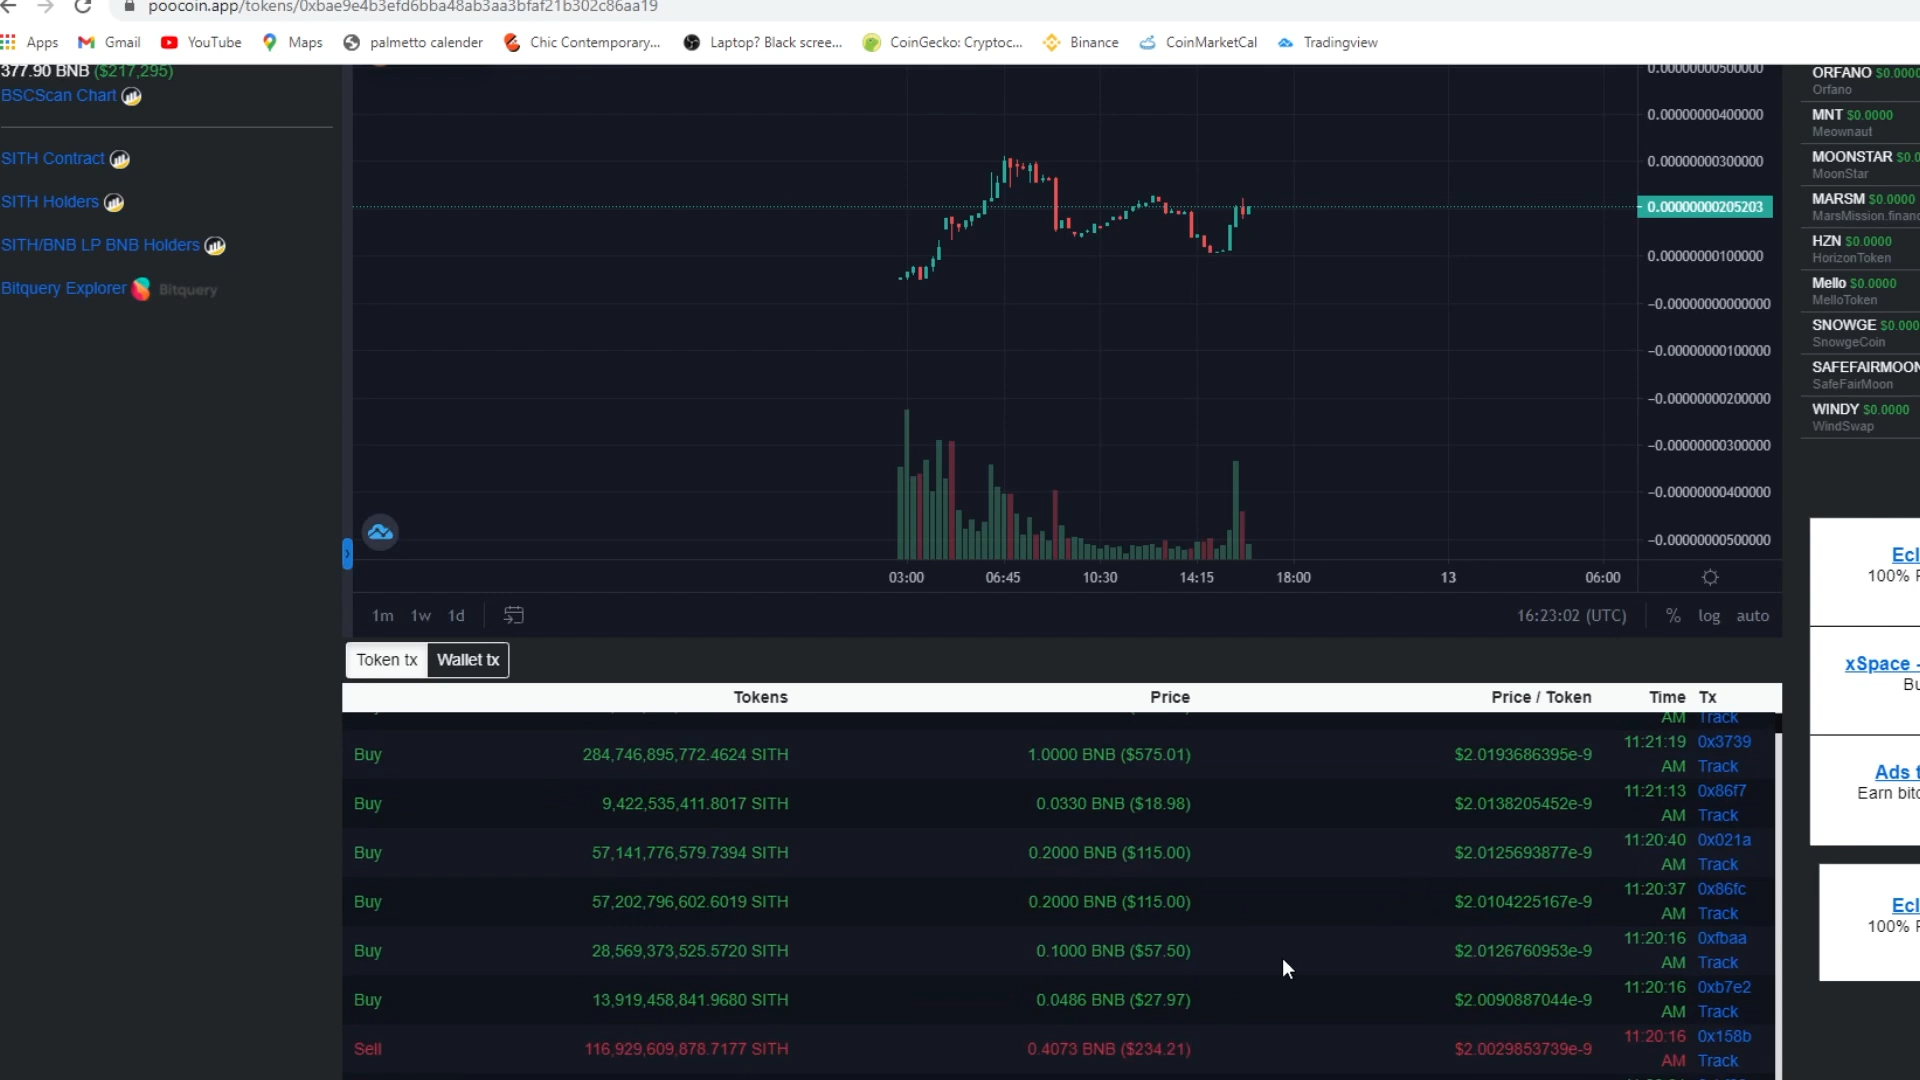 poocoin.app/tokens/0xbae9e4b3efd6bba48ab3aa3bfaf21b302c86aa19
Apps Gmail YouTube Maps palmetto calender Chic Contemporary... Laptop? Black scree... CoinGecko: Cryptoc... Binance CoinMarketCal Tradingview
377.90 BNB ($217,295)
BSCScan Chart
SITH Contract
SITH Holders
SITH/BNB LP BNB Holders
Bitquery Explorer Bitquery
0.00000000500000
0.00000000400000
0.00000000300000
0.00000000205203
0.00000000100000
-0.00000000000000
-0.00000000100000
-0.00000000200000
-0.00000000300000
-0.00000000400000
-0.00000000500000
03:00 06:45 10:30 14:15 18:00 13 06:00
1m 1w 1d 16:23:02 (UTC) % log auto
Token tx Wallet tx
Tokens Price Price / Token Time Tx
AM Track
Buy 284,746,895,772.4624 SITH 1.0000 BNB ($575.01) $2.0193686395e-9 11:21:19 0x3739
AM Track
Buy 9,422,535,411.8017 SITH 0.0330 BNB ($18.98) $2.0138205452e-9 11:21:13 0x86f7
AM Track
Buy 57,141,776,579.7394 SITH 0.2000 BNB ($115.00) $2.0125693877e-9 11:20:40 0x021a
AM Track
Buy 57,202,796,602.6019 SITH 0.2000 BNB ($115.00) $2.0104225167e-9 11:20:37 0x86fc
AM Track
Buy 28,569,373,525.5720 SITH 0.1000 BNB ($57.50) $2.0126760953e-9 11:20:16 0xfbaa
AM Track
Buy 13,919,458,841.9680 SITH 0.0486 BNB ($27.97) $2.0090887044e-9 11:20:16 0xb7e2
AM Track
Sell 116,929,609,878.7177 SITH 0.4073 BNB ($234.21) $2.0029853739e-9 11:20:16 0x158b
AM Track
ORFANO $0.0000
Orfano
MNT $0.0000
Meownaut
MOONSTAR $0.0
MoonStar
MARSM $0.0000
MarsMission.financ
HZN $0.0000
HorizonToken
Mello $0.0000
MelloToken
SNOWGE $0.000
SnowgeCoin
SAFEFAIRMOON
SafeFairMoon
WINDY $0.0000
WindSwap
Ecl
100% F
xSpace -
Bu
Ads t
Earn bitc
Ecl
100% F